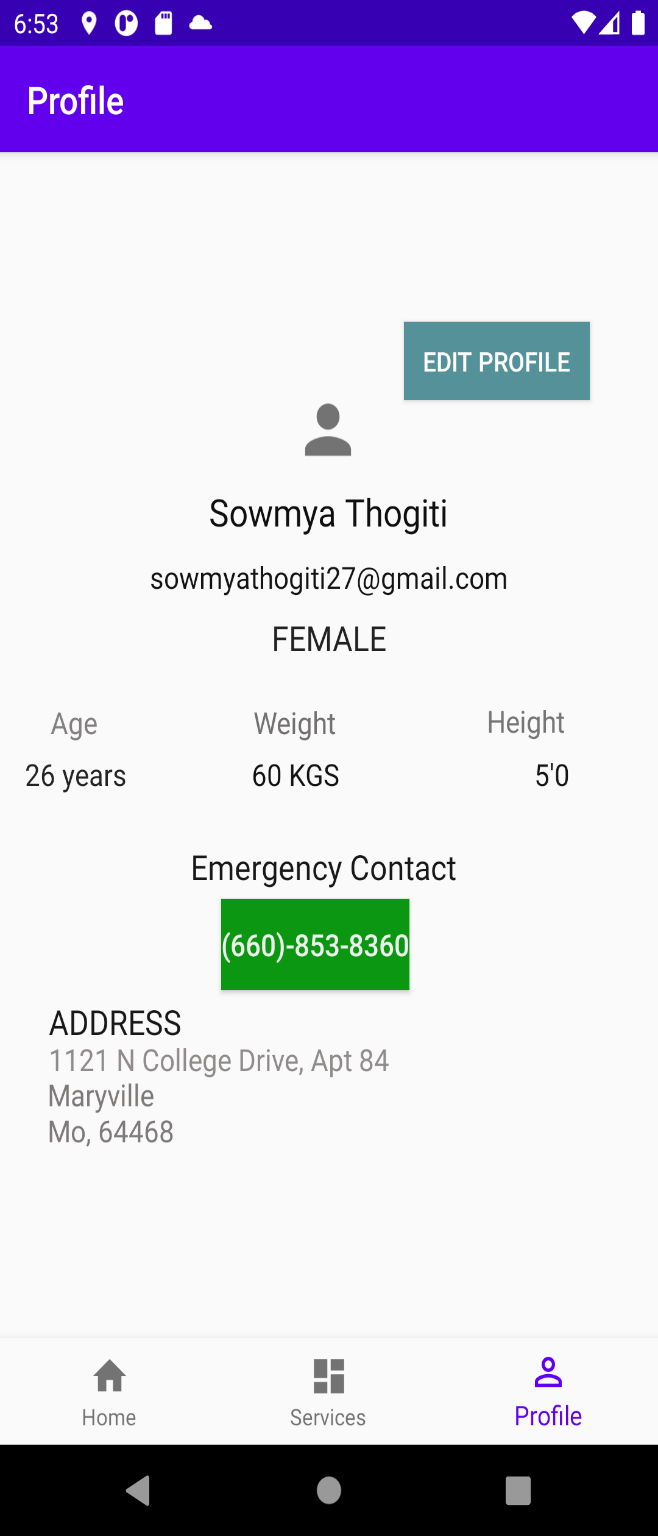 6:53
Profile
EDIT PROFILE
Sowmya Thogiti
sowmyathogiti27@gmail.com
FEMALE
Age Weight Height
26 years 60 KGS 5'0
Emergency Contact
(660)-853-8360
ADDRESS
1121 N College Drive, Apt 84
Maryville
Mo, 64468
Home Services Profile